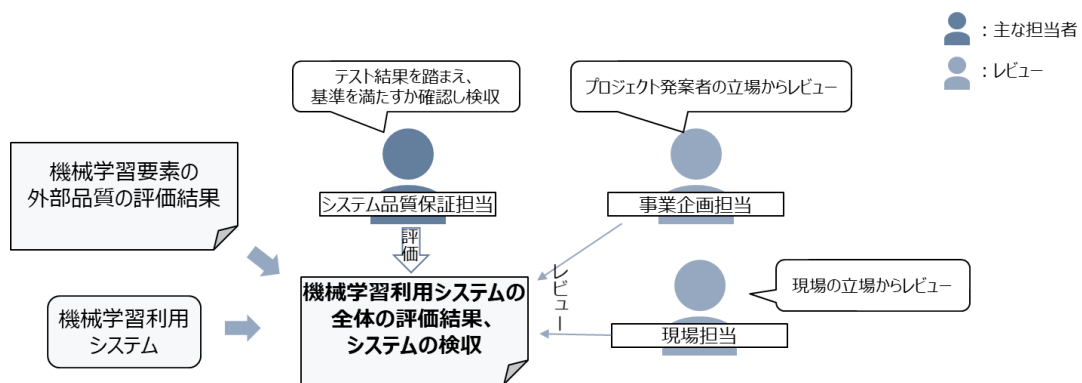 ：主な担当者
：レビュー
テスト結果を踏まえ、
基準を満たすか確認し検収
プロジェクト発案者の立場からレビュー
機械学習要素の
外部品質の評価結果
システム品質保証担当
事業企画担当
評価
レビュー
現場の立場からレビュー
機械学習利用
システム
機械学習利用システムの
全体の評価結果、
システムの検収
現場担当